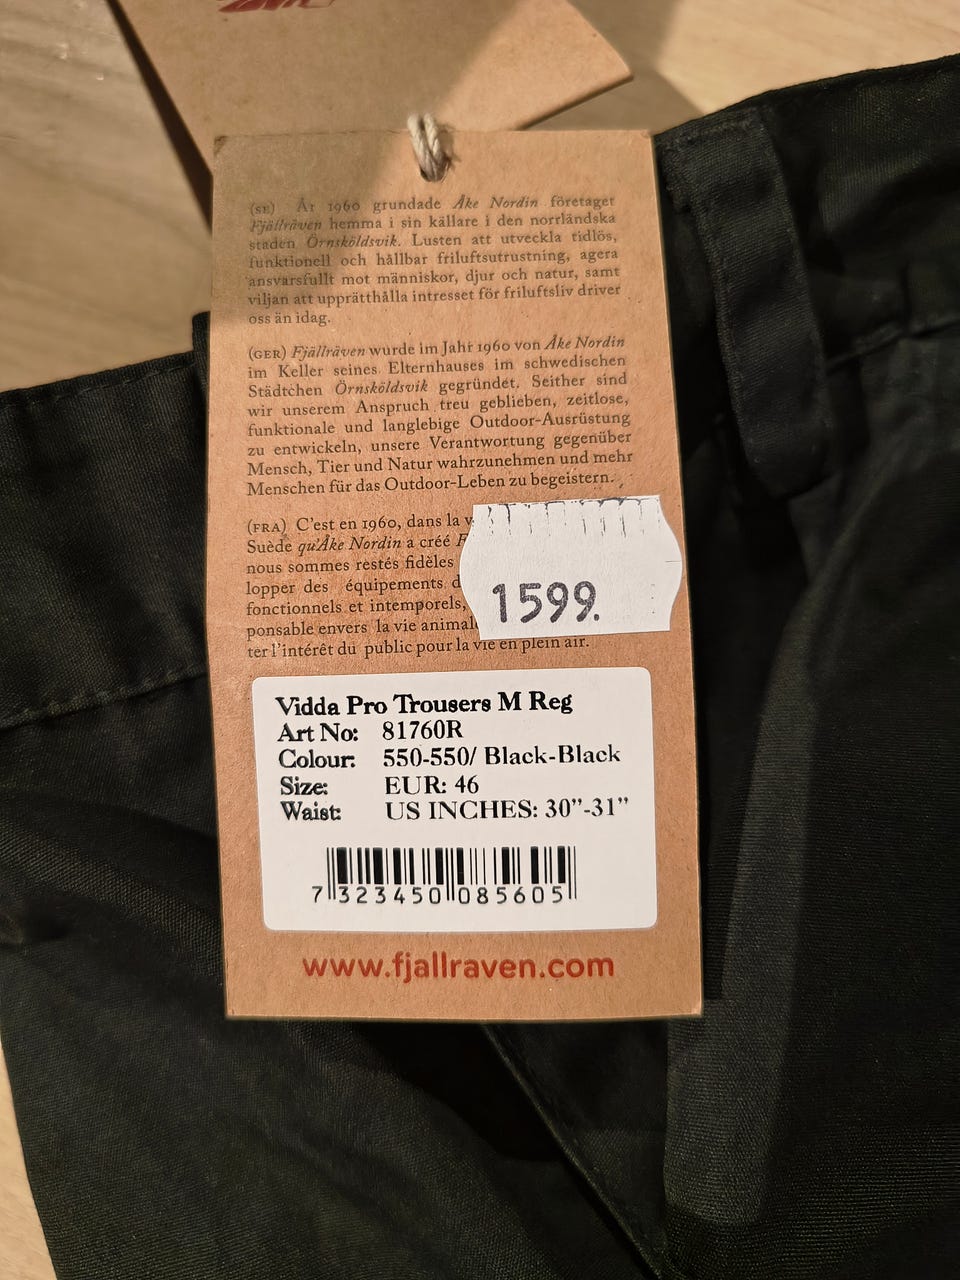 (SE) År 1960 grundade Åke Nordin företaget
Fjällräven hemma i sin källare i den norrländska
staden Örnsköldsvik. Lusten att utveckla tidlös,
funktionell och hållbar friluftsutrustning, agera
ansvarsfullt mot människor, djur och natur, samt
viljan att upprätthålla intresset för friluftsliv driver
oss än idag.
(GER) Fjällräven wurde im Jahr 1960 von Åke Nordin
im Keller seines Elternhauses im schwedischen
Städtchen Örnsköldsvik gegründet. Seither sind
wir unserem Anspruch treu geblieben, zeitlose,
funktionale und langlebige Outdoor-Ausrüstung
zu entwickeln, unsere Verantwortung gegenüber
Mensch, Tier und Natur wahrzunehmen und mehr
Menschen für das Outdoor-Leben zu begeistern.
(FRA) C'est en 1960, dans la
Suède qu'Åke Nordin a créé
nous sommes restés fidèles
lopper des équipements
fonctionnels et intemporels,
ponsable envers la vie
ter l'intérêt du public pour la vie en plein air.
1599.
Vidda Pro Trousers M Reg
Art No: 81760R
Colour: 550-550/ Black-Black
Size: EUR: 46
Waist: US INCHES: 30”-31”
7 323450 085605
www.fjallraven.com